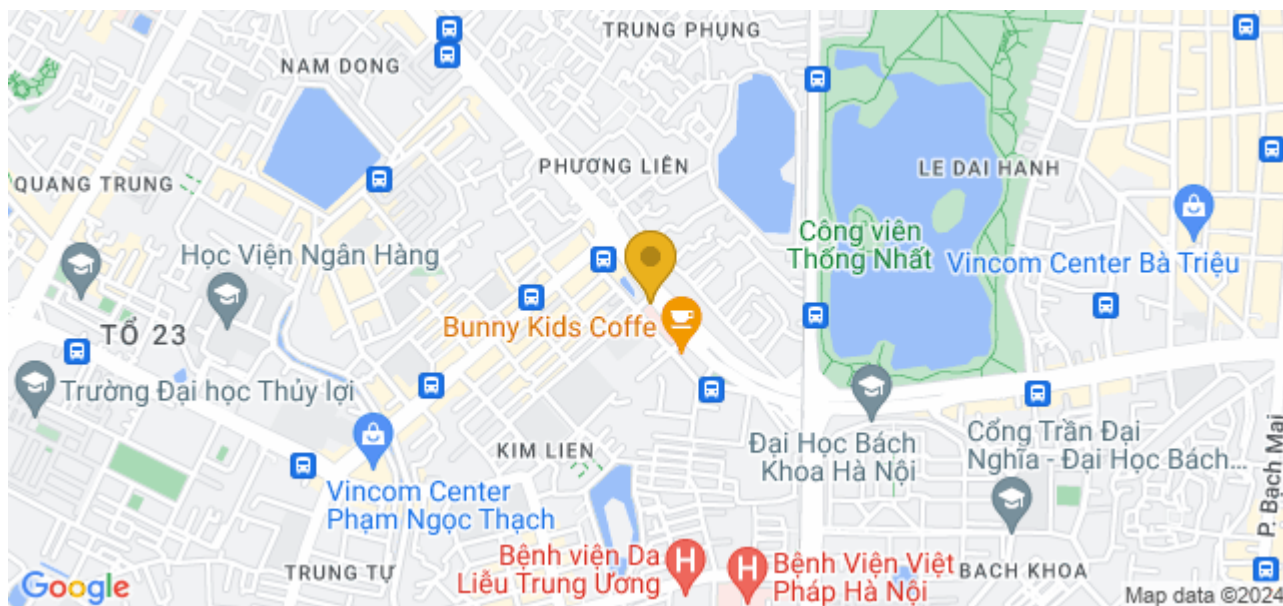 TRUNG PHỤNG
NAM DONG
PHƯƠNG LIÊN
LE DAI HANH
QUANG TRUNG
Học Viện Ngân Hàng
Công viên
Thống Nhất
Vincom Center Bà Triệu
Bunny Kids Coffe
TỔ 23
Trường Đại học Thủy lợi
KIM LIEN
Đại Học Bách
Khoa Hà Nội
Cổng Trần Đại
Nghĩa - Đại Học Bách...
P. Bạch Mai
Vincom Center
Phạm Ngọc Thạch
Bệnh viện Da
Liễu Trung Ương
Bệnh Viện Việt
Pháp Hà Nội
TRUNG TỰ
BACH KHOA
Google
Map data ©2024